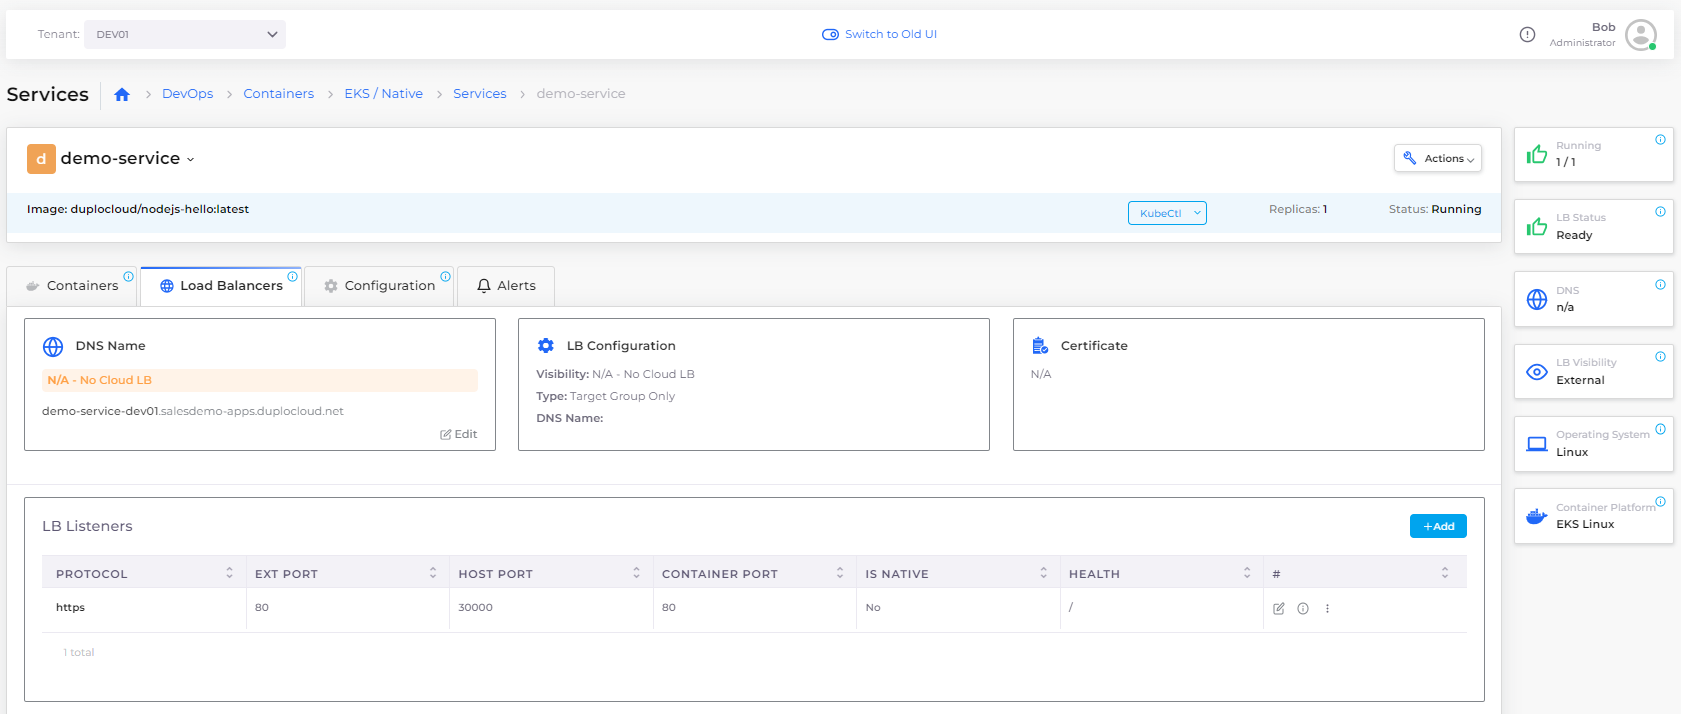 Tenant: DEV01
Switch to Old UI
Bob
Administrator
Services
DevOps
Containers
EKS / Native
Services
demo-service
d demo-service
Actions
Image: duplocloud/nodejs-hello:latest
KubeCtl
Replicas: 1
Status: Running
Containers
Load Balancers
Configuration
Alerts
DNS Name
N/A - No Cloud LB
demo-service-dev01.salesdemo-apps.duplocloud.net
Edit
LB Configuration
Visibility: N/A - No Cloud LB
Type: Target Group Only
DNS Name:
Certificate
N/A
LB Listeners
+Add
PROTOCOL EXT PORT HOST PORT CONTAINER PORT IS NATIVE HEALTH #
https 80 30000 80 No /
1 total
Running
1 / 1
LB Status
Ready
DNS
n/a
LB Visibility
External
Operating System
Linux
Container Platform
EKS Linux